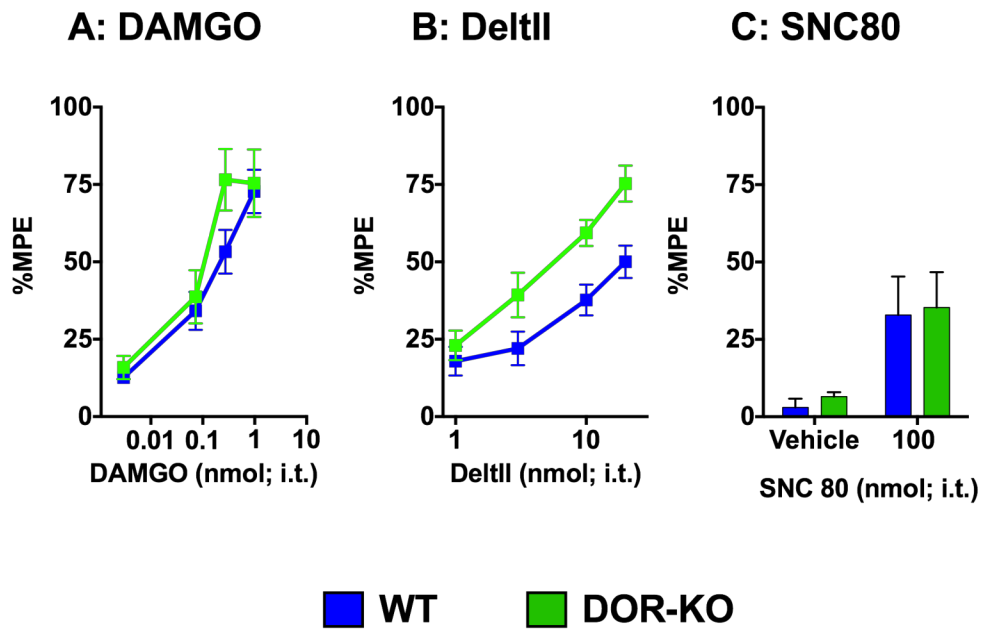 A: DAMGO
B: DeltII
C: SNC80
%MPE
100
75
50
25
0
0.01 0.1 1 10
DAMGO (nmol; i.t.)
%MPE
100
75
50
25
0
1 10
DeltII (nmol; i.t.)
%MPE
100
75
50
25
0
Vehicle 100
SNC 80 (nmol; i.t.)
WT
DOR-KO